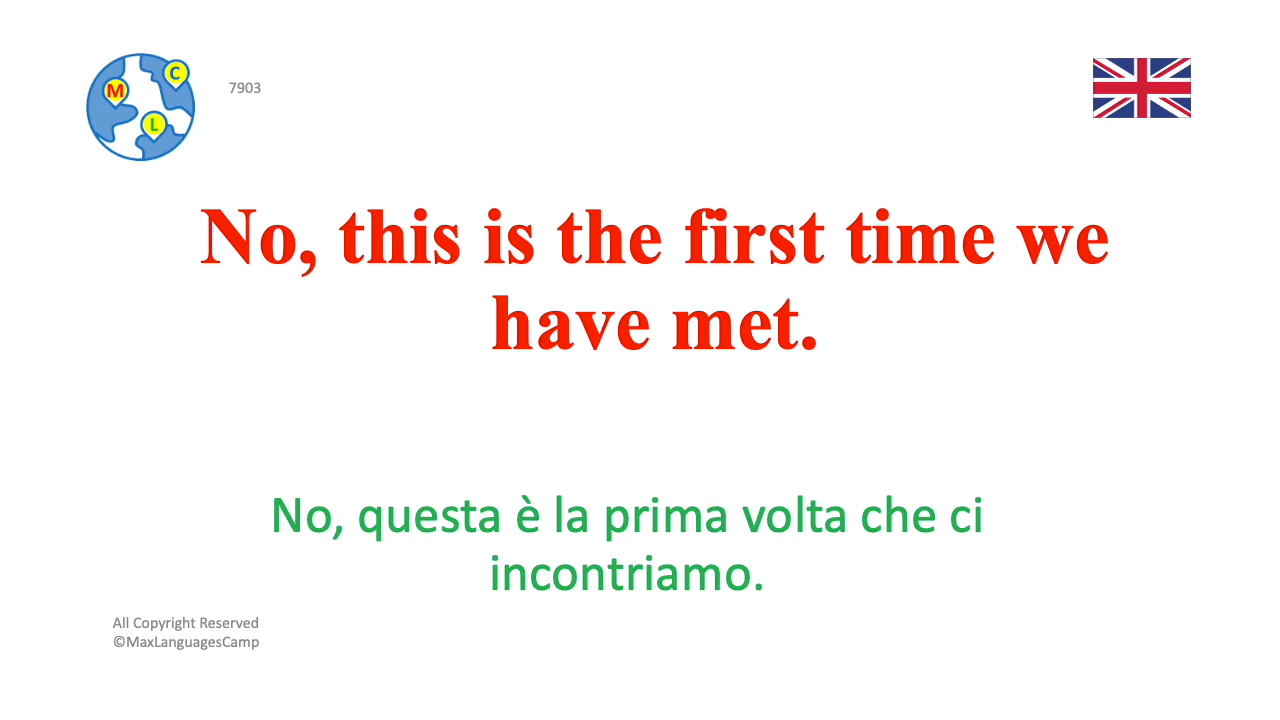 C
M
L
7903
No, this is the first time we
have met.
No, questa è la prima volta che ci
incontriamo.
All Copyright Reserved
©MaxLanguagesCamp